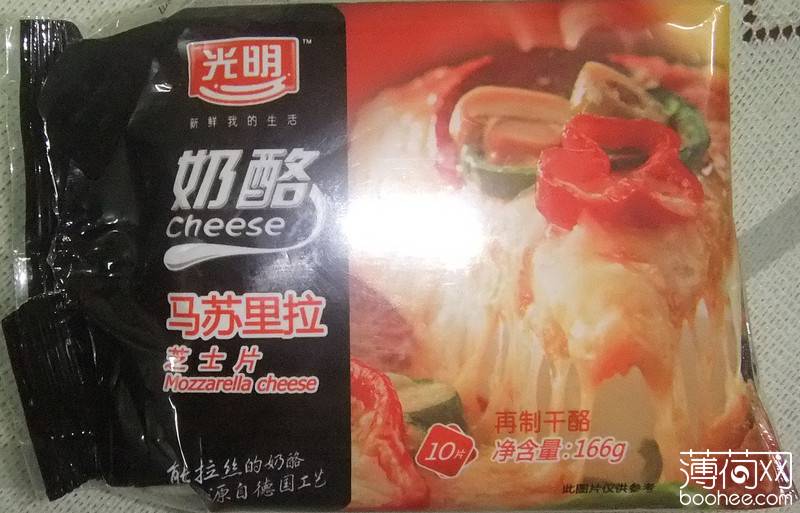 光明™
新鲜我的生活
奶酪
cheese
马苏里拉
芝士片
Mozzarella cheese
能拉丝的奶酪
源自德国工艺
10片
再制干酪
净含量:166g
此图片仅供参考
薄荷网
boohee.com